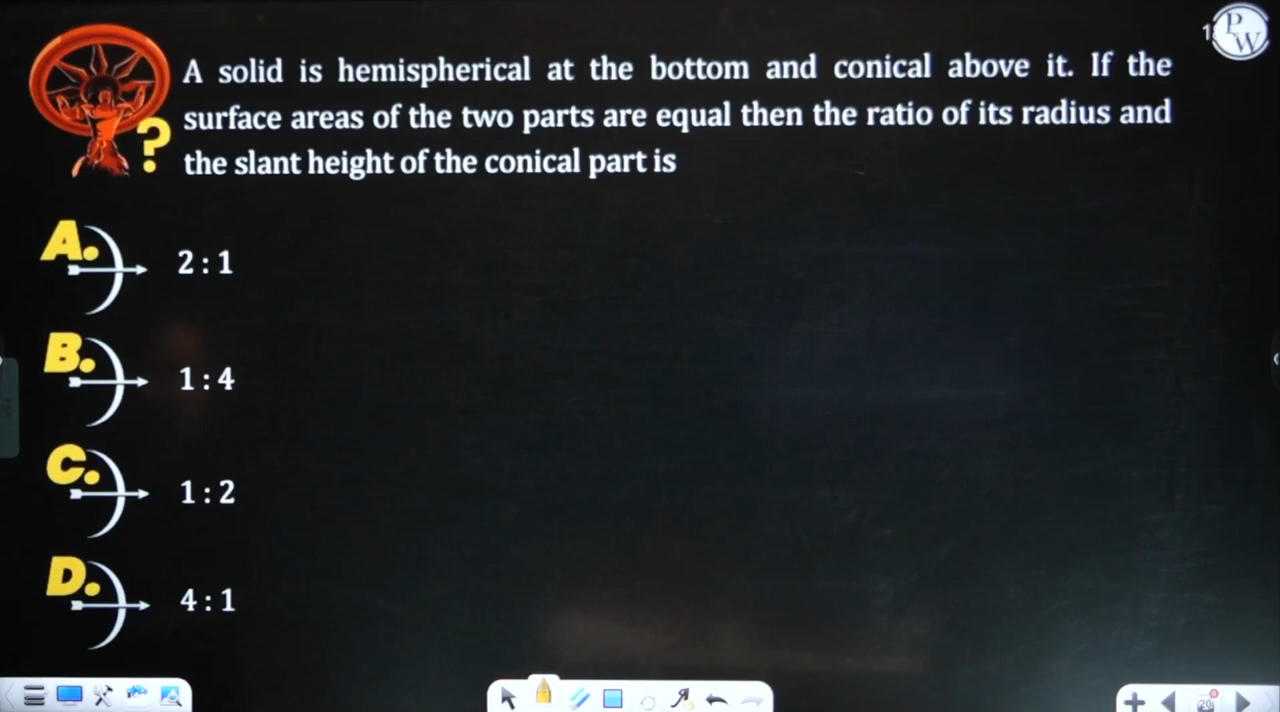 PW
A solid is hemispherical at the bottom and conical above it. If the
surface areas of the two parts are equal then the ratio of its radius and
the slant height of the conical part is
?
A. 2 : 1
B. 1 : 4
C. 1 : 2
D. 4 : 1
20